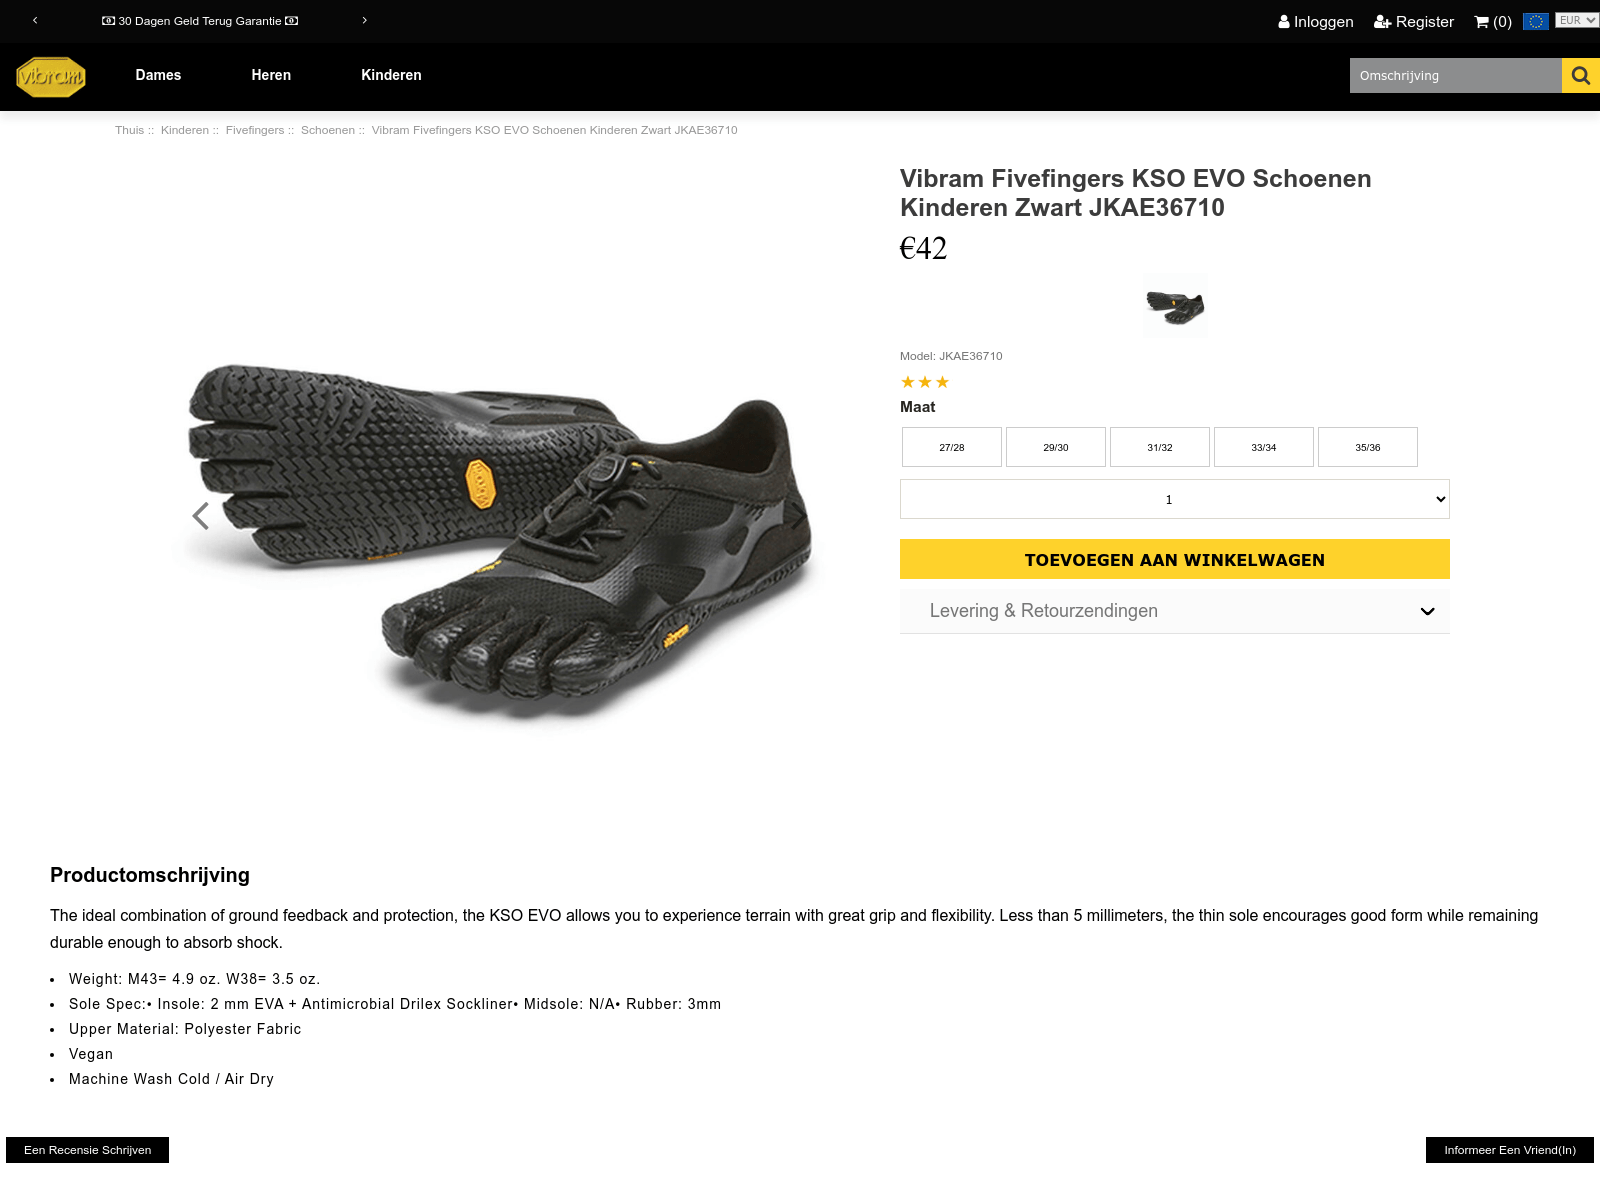 30 Dagen Geld Terug Garantie
Inloggen
Register
(0)
EUR
vibram
Dames
Heren
Kinderen
Omschrijving
Thuis :: Kinderen :: Fivefingers :: Schoenen :: Vibram Fivefingers KSO EVO Schoenen Kinderen Zwart JKAE36710
Vibram Fivefingers KSO EVO Schoenen
Kinderen Zwart JKAE36710
€42
Model: JKAE36710
Maat
27/28
29/30
31/32
33/34
35/36
1
TOEVOEGEN AAN WINKELWAGEN
Levering & Retourzendingen
vibram
Productomschrijving
The ideal combination of ground feedback and protection, the KSO EVO allows you to experience terrain with great grip and flexibility. Less than 5 millimeters, the thin sole encourages good form while remaining
durable enough to absorb shock.
• Weight: M43= 4.9 oz. W38= 3.5 oz.
• Sole Spec:• Insole: 2 mm EVA + Antimicrobial Drilex Sockliner• Midsole: N/A• Rubber: 3mm
• Upper Material: Polyester Fabric
• Vegan
• Machine Wash Cold / Air Dry
Een Recensie Schrijven
Informeer Een Vriend(In)